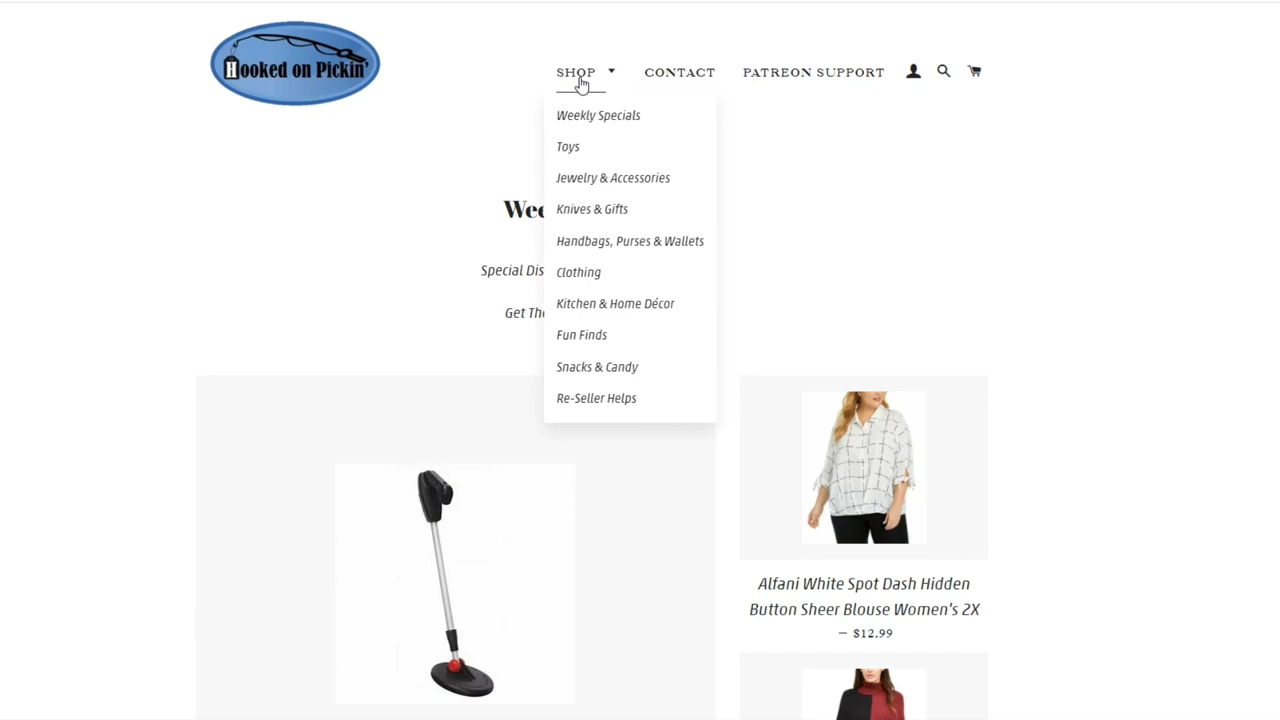 Hooked on Pickin'
SHOP
CONTACT
PATREON SUPPORT
Weekly Specials
Toys
Jewelry & Accessories
Knives & Gifts
Handbags, Purses & Wallets
Special
Clothing
Kitchen & Home Décor
Get
Fun Finds
Snacks & Candy
Re-Seller Helps
Alfani White Spot Dash Hidden
Button Sheer Blouse Women's 2X
— $12.99